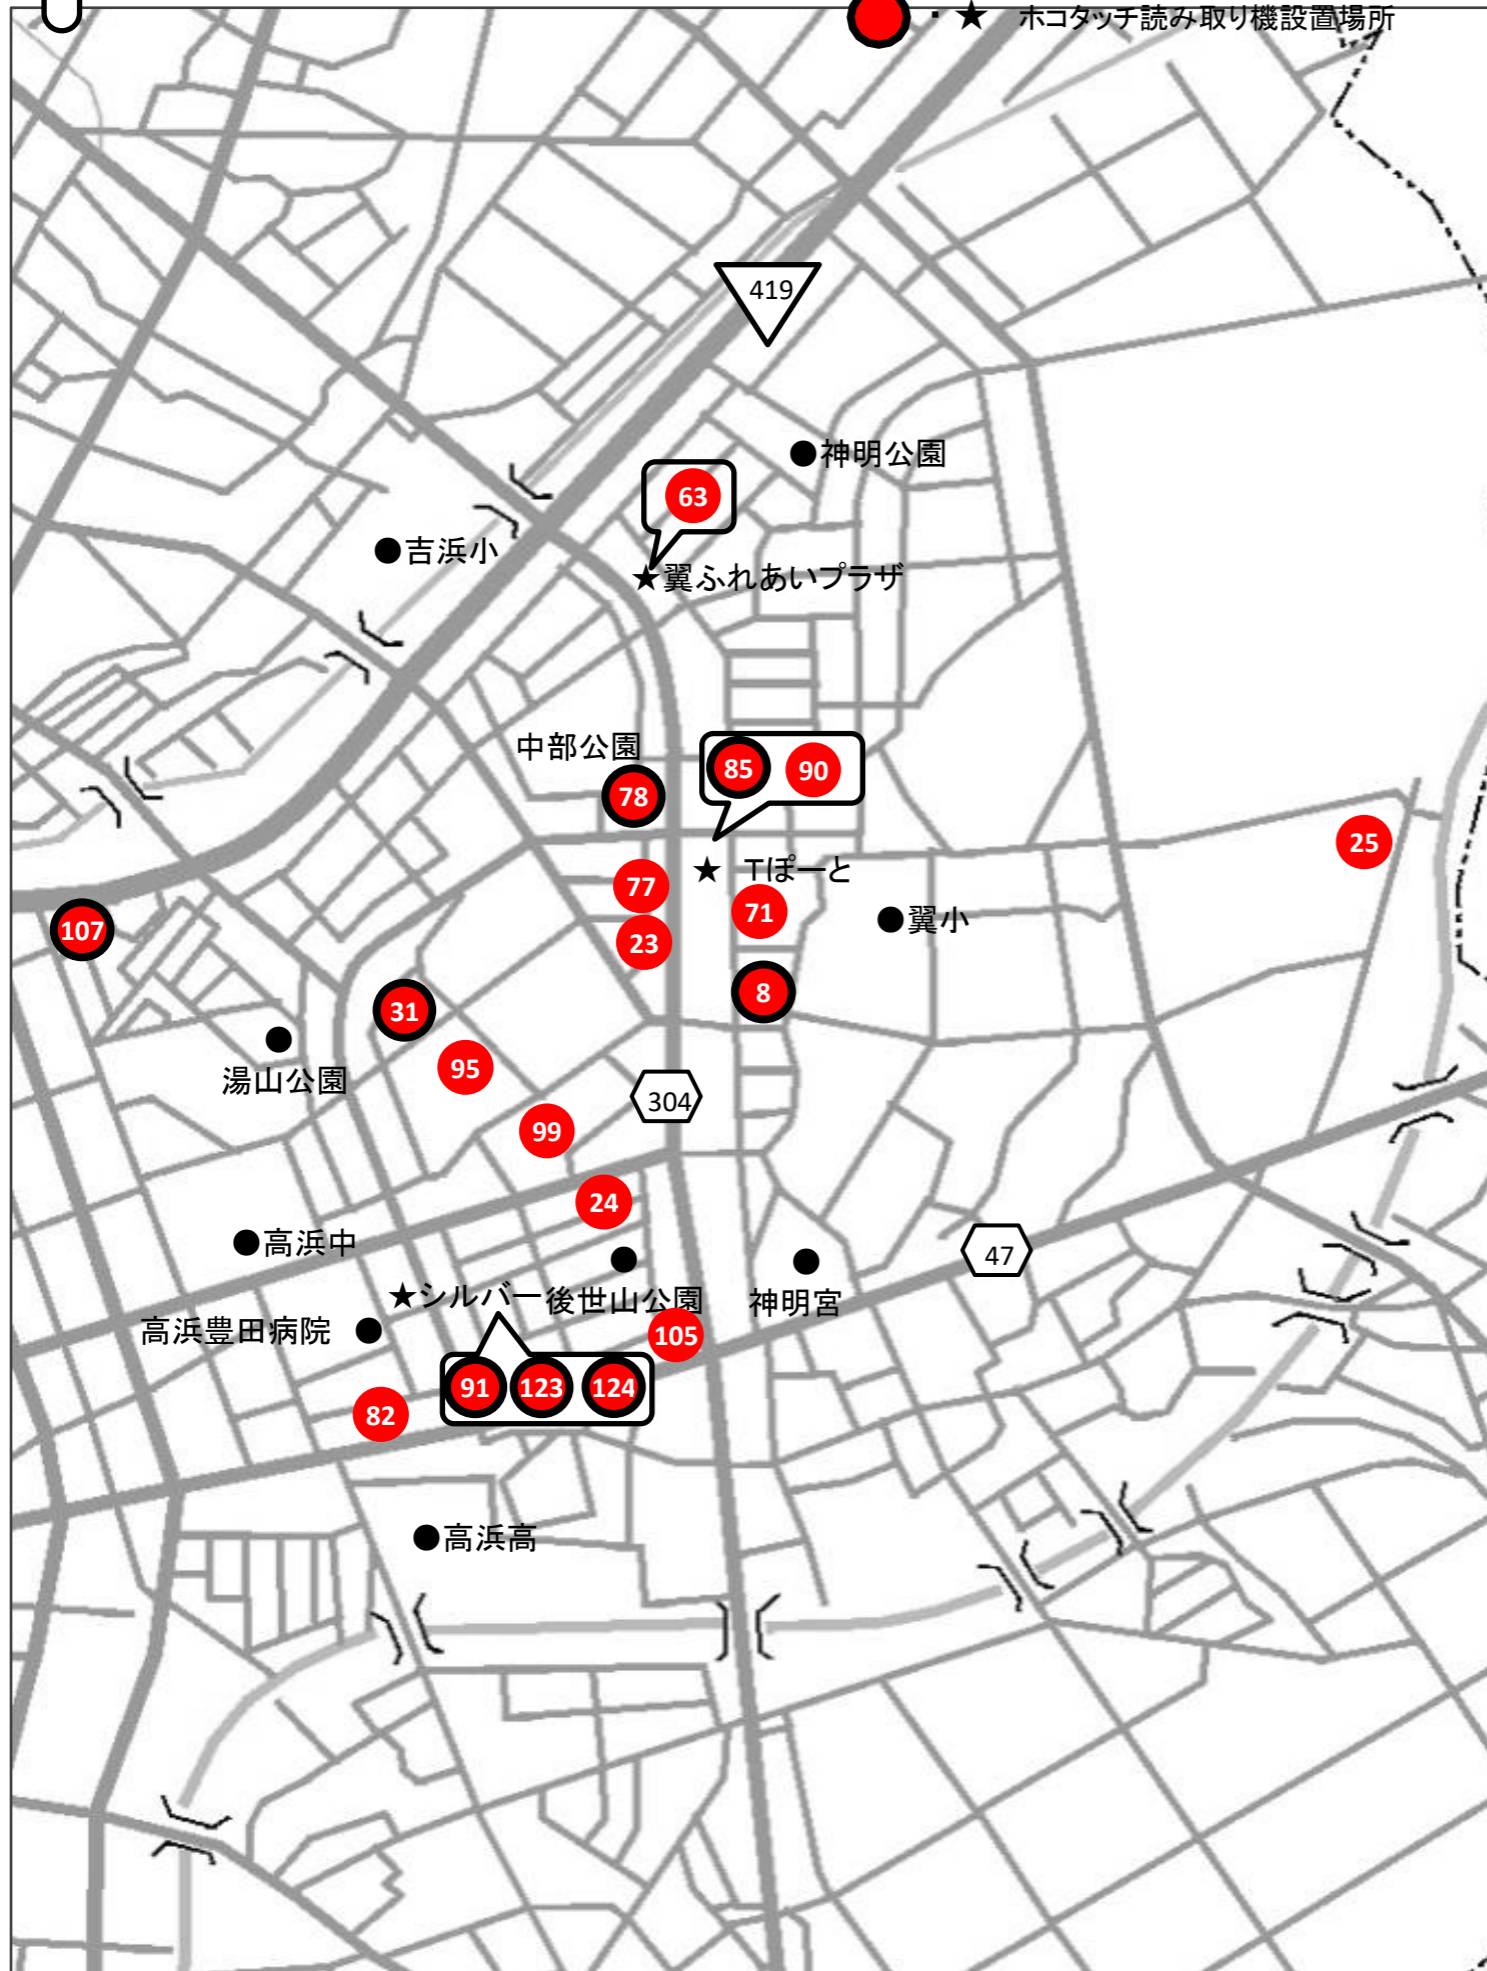 ・★ ホコタッチ読み取り機設置場所
419
●神明公園
63
●吉浜小
★翼ふれあいプラザ
中部公園
85 90
78
25
★ Tぽーと
77
71
●翼小
107
23
8
31
湯山公園
95
304
99
24
●高浜中
47
★シルバー
後世山公園
神明宮
高浜豊田病院
105
91 123 124
82
●高浜高